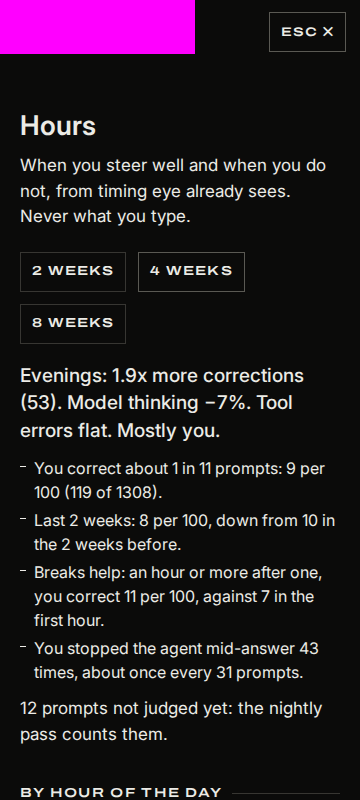 ESC ✕
Hours
When you steer well and when you do
not, from timing eye already sees.
Never what you type.
2 WEEKS
4 WEEKS
8 WEEKS
Evenings: 1.9x more corrections
(53). Model thinking −7%. Tool
errors flat. Mostly you.
– You correct about 1 in 11 prompts: 9 per
100 (119 of 1308).
– Last 2 weeks: 8 per 100, down from 10 in
the 2 weeks before.
– Breaks help: an hour or more after one,
you correct 11 per 100, against 7 in the
first hour.
– You stopped the agent mid-answer 43
times, about once every 31 prompts.
12 prompts not judged yet: the nightly
pass counts them.
BY HOUR OF THE DAY